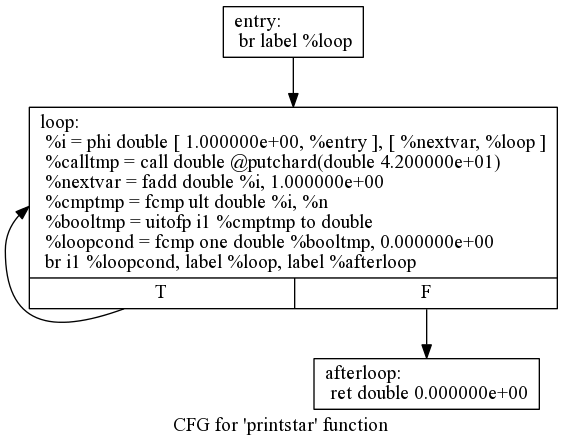 entry:
br label %loop
loop:
%i = phi double [ 1.000000e+00, %entry ], [ %nextvar, %loop ]
%calltmp = call double @putchard(double 4.200000e+01)
%nextvar = fadd double %i, 1.000000e+00
%cmptmp = fcmp ult double %i, %n
%booltmp = uitofp i1 %cmptmp to double
%loopcond = fcmp one double %booltmp, 0.000000e+00
br i1 %loopcond, label %loop, label %afterloop
T F
afterloop:
ret double 0.000000e+00
CFG for 'printstar' function